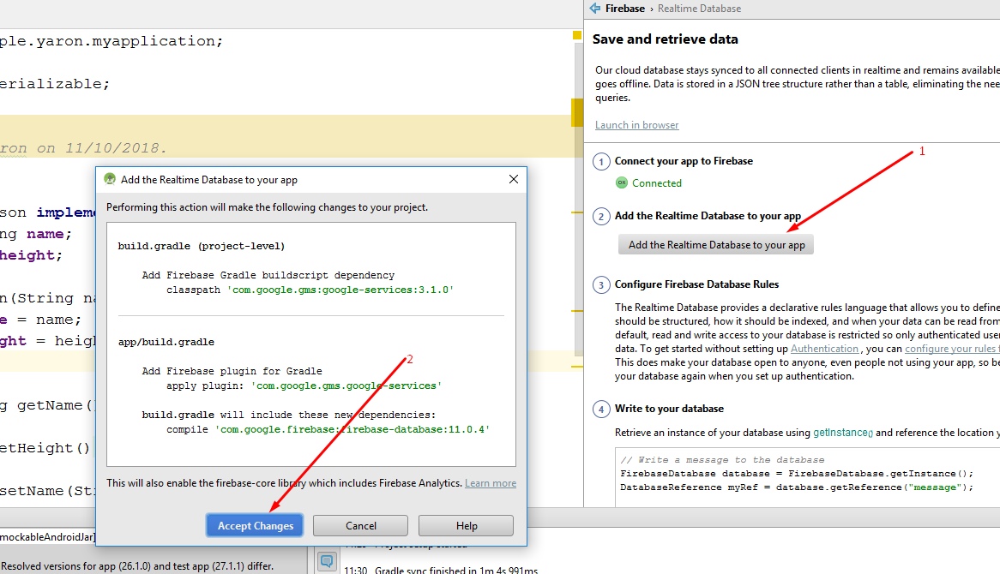 Firebase › Realtime Database
Save and retrieve data
Our cloud database stays synced to all connected clients in realtime and remains available
goes offline. Data is stored in a JSON tree structure rather than a table, eliminating the nee
queries.
Launch in browser
1
1 Connect your app to Firebase
OK Connected
2 Add the Realtime Database to your app
Add the Realtime Database to your app
3 Configure Firebase Database Rules
The Realtime Database provides a declarative rules language that allows you to define
should be structured, how it should be indexed, and when your data can be read from
default, read and write access to your database is restricted so only authenticated use
data. To get started without setting up Authentication , you can configure your rules f
This does make your database open to anyone, even people not using your app, so be
your database again when you set up authentication.
4 Write to your database
Retrieve an instance of your database using getInstance() and reference the location y
// Write a message to the database
FirebaseDatabase database = FirebaseDatabase.getInstance();
DatabaseReference myRef = database.getReference("message");
ple.yaron.myapplication;
erializable;
ron on 11/10/2018.
son impleme
ng name;
height;
n(String na
e = name;
ght = heigh
g getName()
etHeight()
setName(Str
Add the Realtime Database to your app
Performing this action will make the following changes to your project.
build.gradle (project-level)
Add Firebase Gradle buildscript dependency
classpath 'com.google.gms:google-services:3.1.0'
app/build.gradle
2
Add Firebase plugin for Gradle
apply plugin: 'com.google.gms.google-services'
build.gradle will include these new dependencies:
compile 'com.google.firebase:firebase-database:11.0.4'
This will also enable the firebase-core library which includes Firebase Analytics. Learn more
Accept Changes Cancel Help
mockableAndroidJar]
Resolved versions for app (26.1.0) and test app (27.1.1) differ.
11:30 Gradle sync finished in 1m 4s 991ms